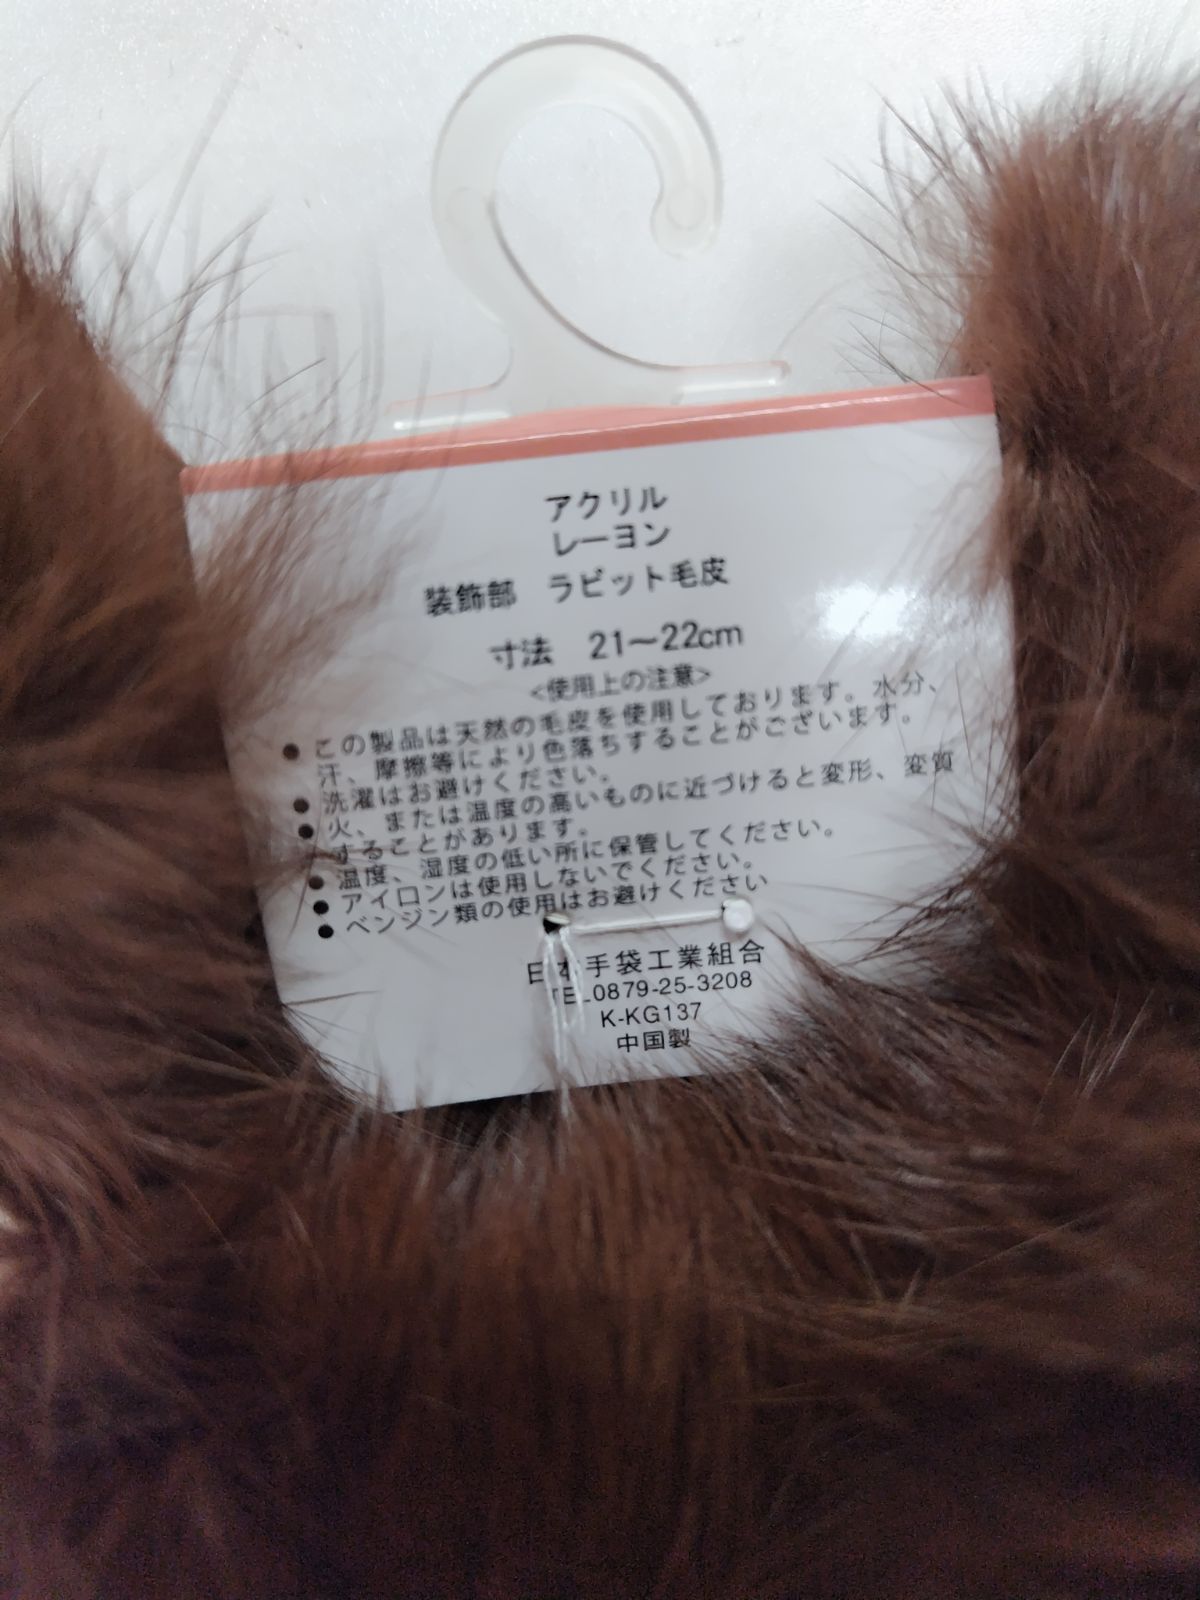 アクリル
レーヨン
装飾部 ラビット毛皮
寸法 21〜22cm
<使用上の注意>
● この製品は天然の毛皮を使用しております。水分、
汗、摩擦等により色落ちすることがございます。
● 洗濯はお避けください。
● 火、または温度の高いものに近づけると変形、変質
することがあります。
● 温度、湿度の低い所に保管してください。
● アイロンは使用しないでください。
● ベンジン類の使用はお避けください
日本手袋工業組合
TEL0879-25-3208
K-KG137
中国製